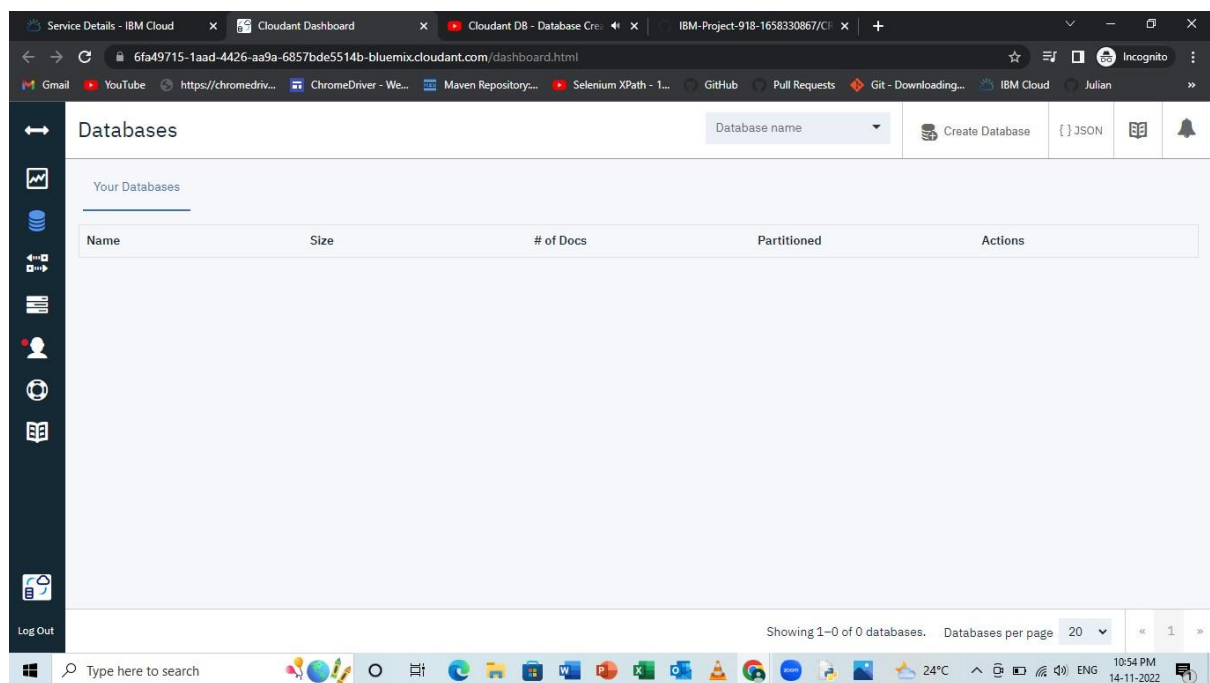 Service Details - IBM Cloud
Cloudant Dashboard
Cloudant DB - Database Cre
IBM-Project-918-1658330867/CR
6fa49715-1aad-4426-aa9a-6857bde5514b-bluemix.cloudant.com/dashboard.html
Incognito
Gmail YouTube https://chromedriv... ChromeDriver - We... Maven Repository:... Selenium XPath - 1... GitHub Pull Requests Git - Downloading... IBM Cloud Julian »
Databases
Database name
Create Database
{ } JSON
Your Databases
Name Size # of Docs Partitioned Actions
Log Out
Showing 1–0 of 0 databases. Databases per page 20 « 1 »
Type here to search
24°C ENG
10:54 PM
14-11-2022